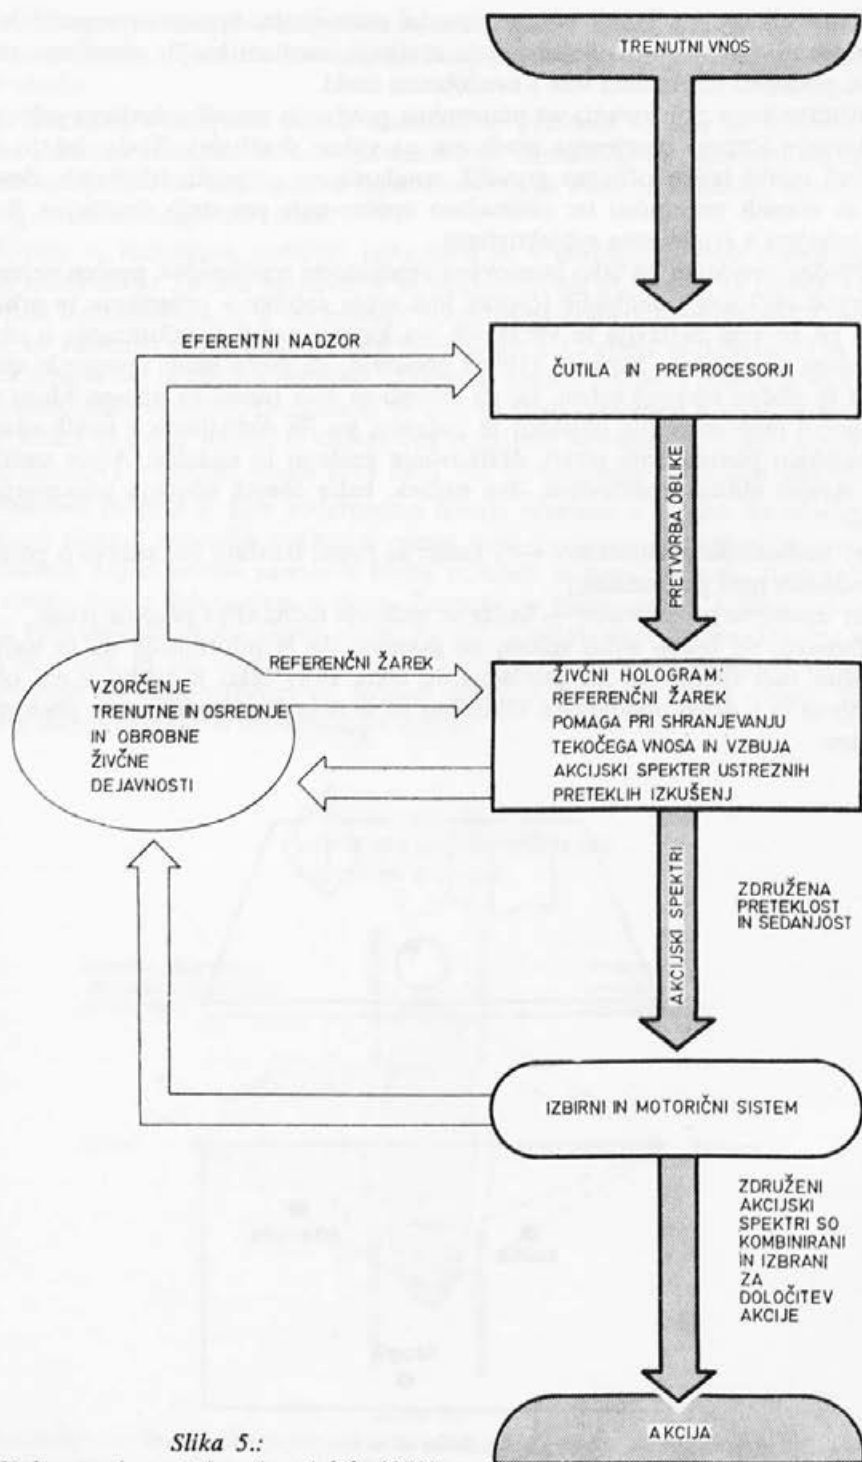 TRENUTNI VNOS
EFERENTNI NADZOR
ČUTILA IN PREPROCESORJI
PRETVORBA OBLIKE
REFERENČNI ŽAREK
VZORČENJE
TRENUTNE IN OSREDNJE
IN OBROBNE
ŽIVČNE
DEJAVNOSTI
ŽIVČNI HOLOGRAM:
REFERENČNI ŽAREK
POMAGA PRI SHRANJEVANJU
TEKOČEGA VNOSA IN VZBUJA
AKCIJSKI SPEKTER USTREZNIH
PRETEKLIH IZKUŠENJ
AKCIJSKI SPEKTRI
ZDRUŽENA
PRETEKLOST
IN SEDANJOST
IZBIRNI IN MOTORIČNI SISTEM
ZDRUŽENI
AKCIJSKI
SPEKTRI SO
KOMBINIRANI
IN IZBRANI
ZA
DOLOČITEV
AKCIJE
AKCIJA
Slika 5.: